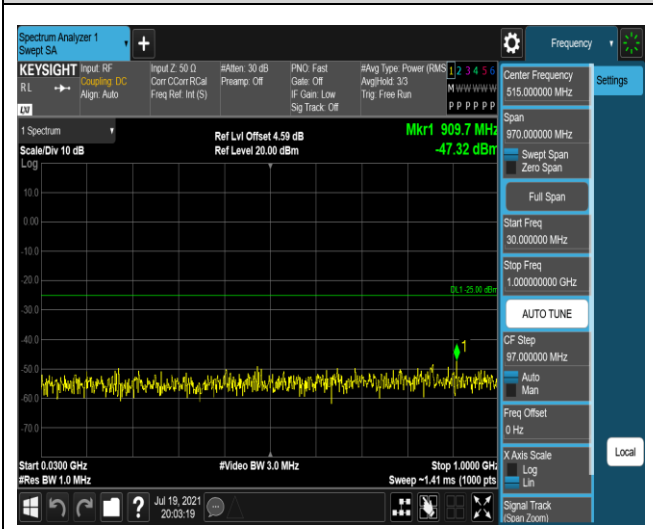 Spectrum Analyzer 1
Swept SA
+
Frequency
KEYSIGHT
RL
LXI
Input: RF
Coupling: DC
Align: Auto
Input Z: 50 Ω
Corr CCorr RCal
Freq Ref: Int (S)
#Atten: 30 dB
Preamp: Off
PNO: Fast
Gate: Off
IF Gain: Low
Sig Track: Off
#Avg Type: Power (RMS
Avg|Hold: 3/3
Trig: Free Run
1 2 3 4 5 6
M W W W W W
P P P P P P
1 Spectrum
Scale/Div 10 dB
Ref Lvl Offset 4.59 dB
Ref Level 20.00 dBm
Mkr1 909.7 MHz
-47.32 dBm
Log
10.0
0.00
-10.0
-20.0
-30.0
-40.0
-50.0
-60.0
-70.0
DL1 -25.00 dBm
1
Start 0.0300 GHz
#Res BW 1.0 MHz
#Video BW 3.0 MHz
Stop 1.0000 GHz
Sweep ~1.41 ms (1000 pts
Center Frequency
515.000000 MHz
Span
970.000000 MHz
Swept Span
Zero Span
Full Span
Start Freq
30.000000 MHz
Stop Freq
1.000000000 GHz
AUTO TUNE
CF Step
97.000000 MHz
Auto
Man
Freq Offset
0 Hz
X Axis Scale
Log
Lin
Signal Track
(Span Zoom)
Settings
Local
?
Jul 19, 2021
20:03:19